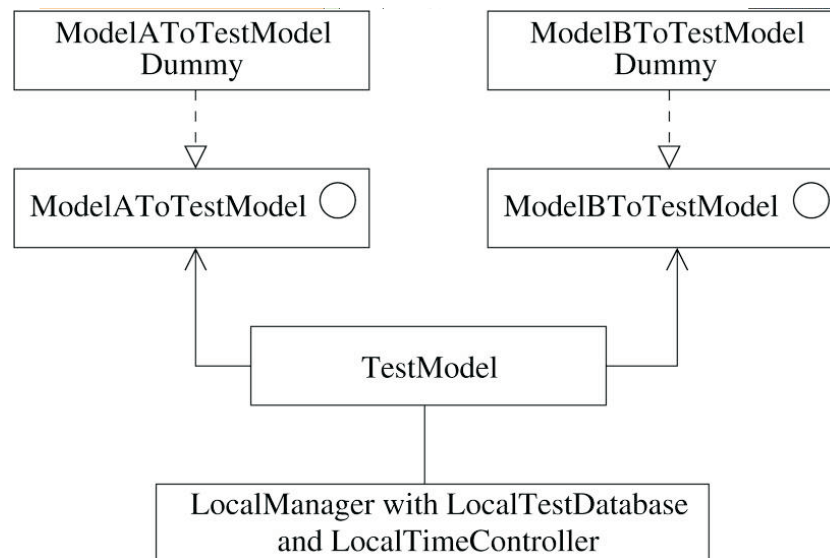 ModelAToTestModel
Dummy
ModelBToTestModel
Dummy
ModelAToTestModel
ModelBToTestModel
TestModel
LocalManager with LocalTestDatabase
and LocalTimeController